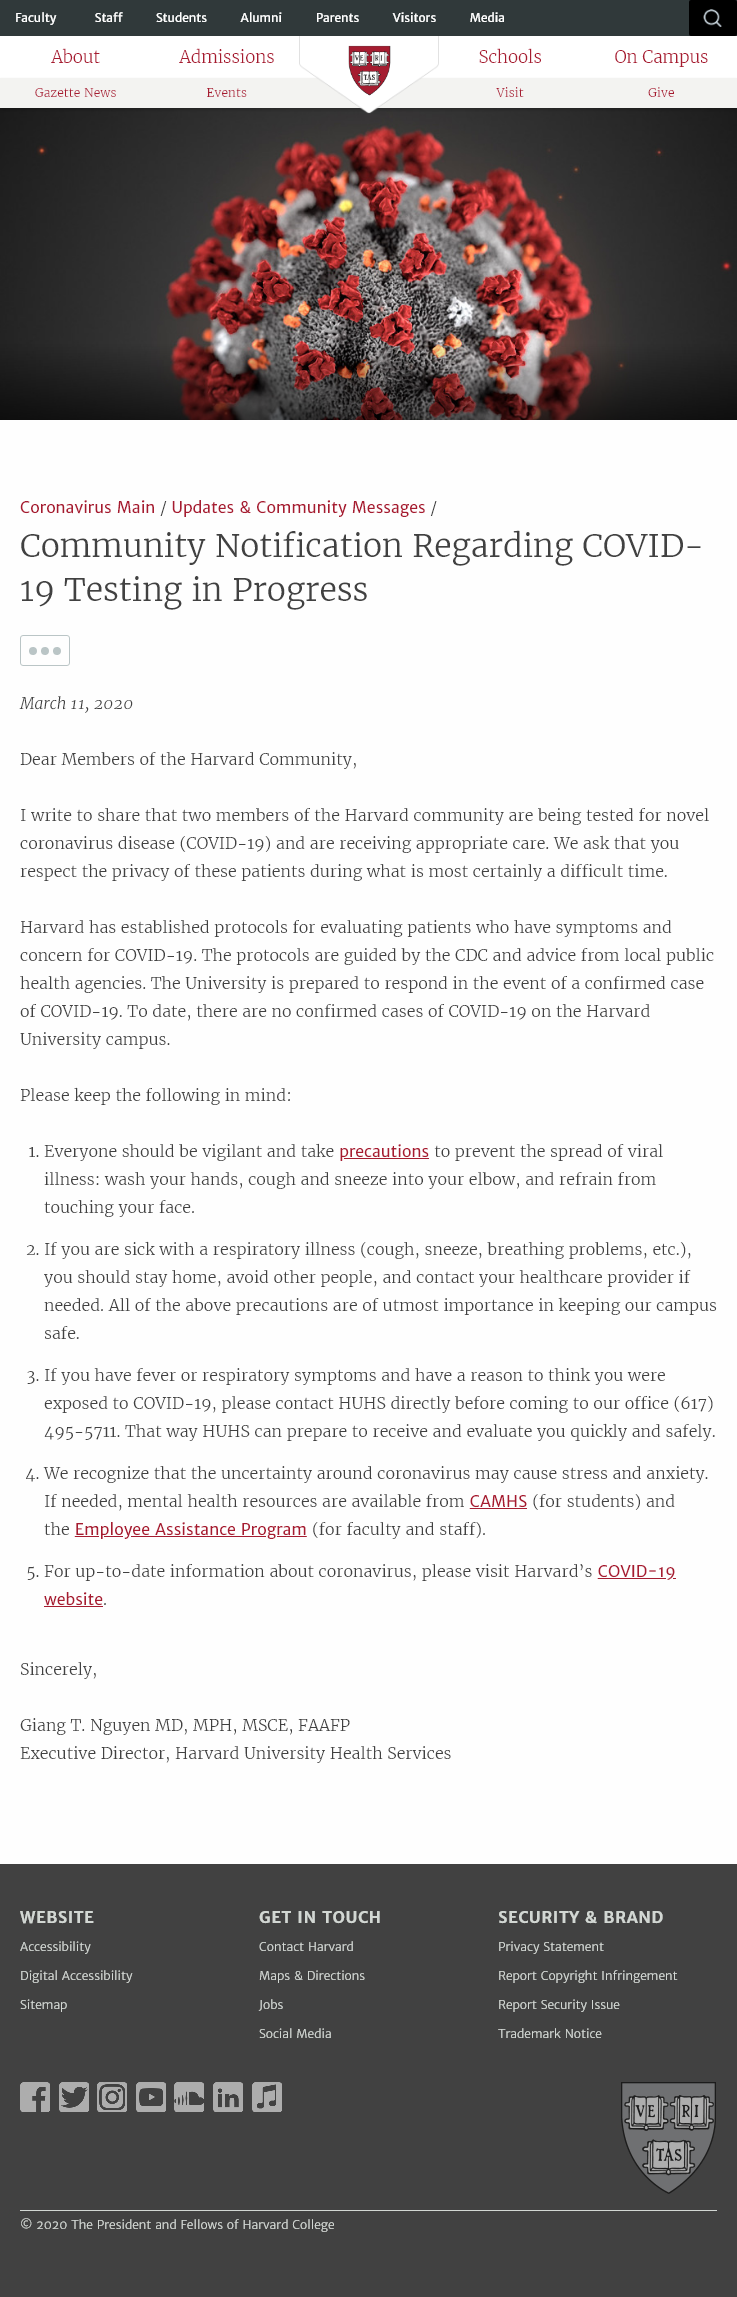 Faculty Staff Students Alumni Parents Visitors Media
About Admissions Schools On Campus
VE RI
TAS
Gazette News Events Visit Give
Coronavirus Main / Updates & Community Messages /
Community Notification Regarding COVID-
19 Testing in Progress
March 11, 2020
Dear Members of the Harvard Community,
I write to share that two members of the Harvard community are being tested for novel
coronavirus disease (COVID-19) and are receiving appropriate care. We ask that you
respect the privacy of these patients during what is most certainly a difficult time.
Harvard has established protocols for evaluating patients who have symptoms and
concern for COVID-19. The protocols are guided by the CDC and advice from local public
health agencies. The University is prepared to respond in the event of a confirmed case
of COVID-19. To date, there are no confirmed cases of COVID-19 on the Harvard
University campus.
Please keep the following in mind:
1. Everyone should be vigilant and take precautions to prevent the spread of viral
illness: wash your hands, cough and sneeze into your elbow, and refrain from
touching your face.
2. If you are sick with a respiratory illness (cough, sneeze, breathing problems, etc.),
you should stay home, avoid other people, and contact your healthcare provider if
needed. All of the above precautions are of utmost importance in keeping our campus
safe.
3. If you have fever or respiratory symptoms and have a reason to think you were
exposed to COVID-19, please contact HUHS directly before coming to our office (617)
495-5711. That way HUHS can prepare to receive and evaluate you quickly and safely.
4. We recognize that the uncertainty around coronavirus may cause stress and anxiety.
If needed, mental health resources are available from CAMHS (for students) and
the Employee Assistance Program (for faculty and staff).
5. For up-to-date information about coronavirus, please visit Harvard’s COVID-19
website.
Sincerely,
Giang T. Nguyen MD, MPH, MSCE, FAAFP
Executive Director, Harvard University Health Services
WEBSITE GET IN TOUCH SECURITY & BRAND
Accessibility Contact Harvard Privacy Statement
Digital Accessibility Maps & Directions Report Copyright Infringement
Sitemap Jobs Report Security Issue
Social Media Trademark Notice
VE RI
TAS
© 2020 The President and Fellows of Harvard College